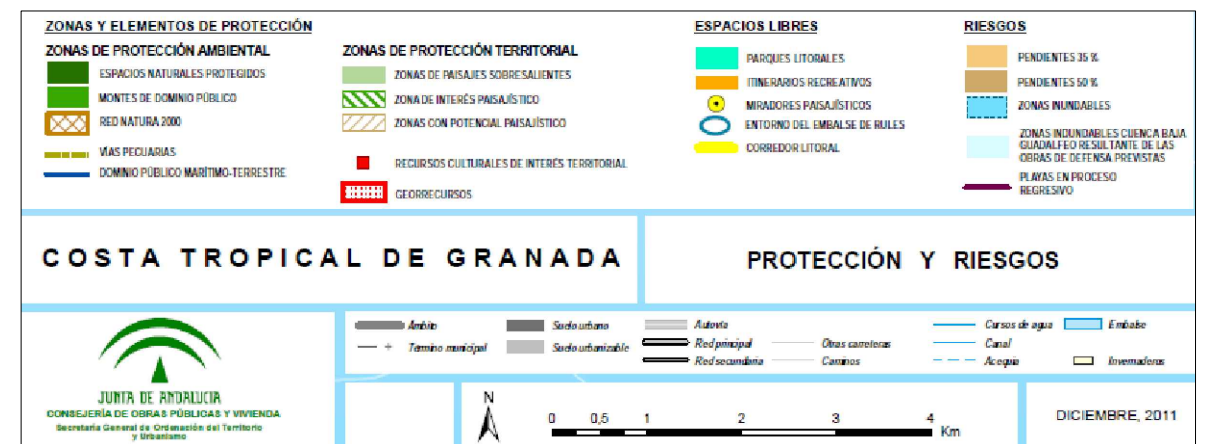 ZONAS Y ELEMENTOS DE PROTECCIÓN
ZONAS DE PROTECCIÓN AMBIENTAL
ESPACIOS NATURALES PROTEGIDOS
MONTES DE DOMINIO PÚBLICO
RED NATURA 2000
VIAS PECUARIAS
DOMINIO PÚBLICO MARÍTIMO-TERRESTRE
ZONAS DE PROTECCIÓN TERRITORIAL
ZONAS DE PAISAJES SOBRESALIENTES
ZONA DE INTERÉS PAISAJÍSTICO
ZONAS CON POTENCIAL PAISAJÍSTICO
RECURSOS CULTURALES DE INTERÉS TERRITORIAL
GEORRECURSOS
ESPACIOS LIBRES
PARQUES LITORALES
ITINERARIOS RECREATIVOS
MIRADORES PAISAJÍSTICOS
ENTORNO DEL EMBALSE DE RULES
CORREDOR LITORAL
RIESGOS
PENDIENTES 35 %
PENDIENTES 50 %
ZONAS INUNDABLES
ZONAS INDUNDABLES CUENCA BAJA
GUADALFEO RESULTANTE DE LAS
OBRAS DE DEFENSA PREVISTAS
PLAYAS EN PROCESO
REGRESIVO
COSTA TROPICAL DE GRANADA
PROTECCIÓN Y RIESGOS
JUNTA DE ANDALUCIA
CONSEJERÍA DE OBRAS PÚBLICAS Y VIVIENDA
Secretaría General de Ordenación del Territorio
y Urbanismo
Ámbito
Término municipal
Suelo urbano
Suelo urbanizable
Autovía
Red principal
Red secundaria
Otras carreteras
Caminos
Cursos de agua
Canal
Acequia
Embalse
Invernaderos
N
0 0,5 1 2 3 4
Km
DICIEMBRE, 2011